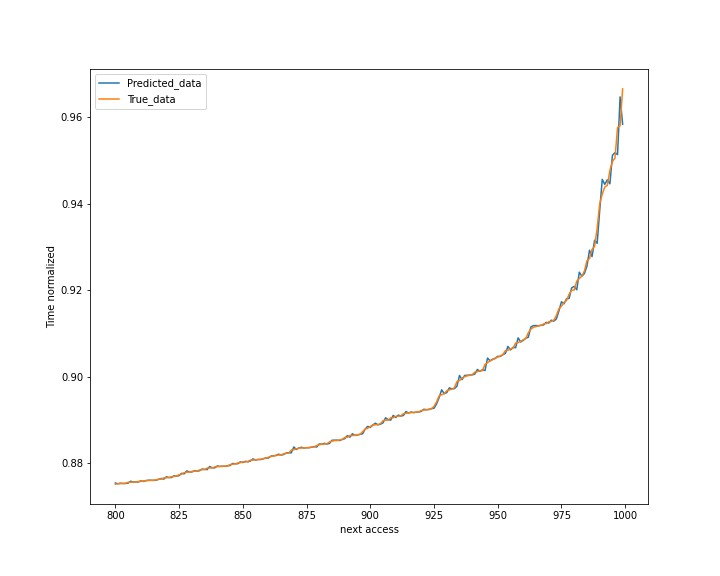 Predicted_data
True_data
0.96
0.94
0.92
0.90
0.88
Time normalized
800 825 850 875 900 925 950 975 1000
next access